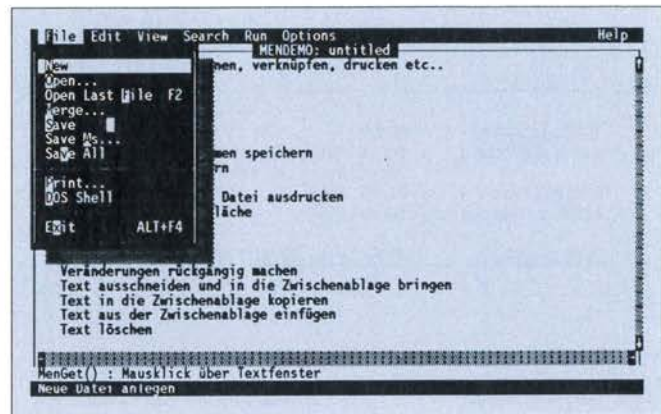 File Edit View Search Run Options Help
MENDEMO: untitled
New
nen, verknüpfen, drucken etc..
Open...
Open Last File F2
Merge...
Save
Save As...
Save All
men speichern
rn
Print...
DOS Shell
Datei ausdrucken
läche
Exit ALT+F4
Veränderungen rückgängig machen
Text ausschneiden und in die Zwischenablage bringen
Text in die Zwischenablage kopieren
Text aus der Zwischenablage einfügen
Text löschen
MenGet() : Mausklick über Textfenster
Neue Datei anlegen